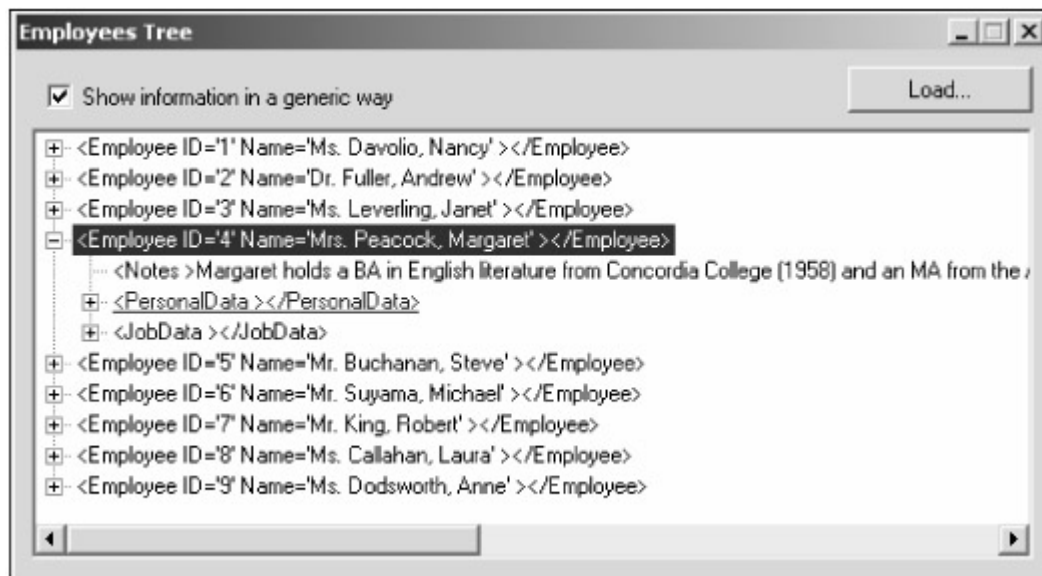 Employees Tree
Show information in a generic way
Load...
<Employee ID='1' Name='Ms. Davolio, Nancy' ></Employee>
<Employee ID='2' Name='Dr. Fuller, Andrew' ></Employee>
<Employee ID='3' Name='Ms. Leverling, Janet' ></Employee>
<Employee ID='4' Name='Mrs. Peacock, Margaret' ></Employee>
<Notes >Margaret holds a BA in English literature from Concordia College (1958) and an MA from the
<PersonalData ></PersonalData>
<JobData ></JobData>
<Employee ID='5' Name='Mr. Buchanan, Steve' ></Employee>
<Employee ID='6' Name='Mr. Suyama, Michael' ></Employee>
<Employee ID='7' Name='Mr. King, Robert' ></Employee>
<Employee ID='8' Name='Ms. Callahan, Laura' ></Employee>
<Employee ID='9' Name='Ms. Dodsworth, Anne' ></Employee>